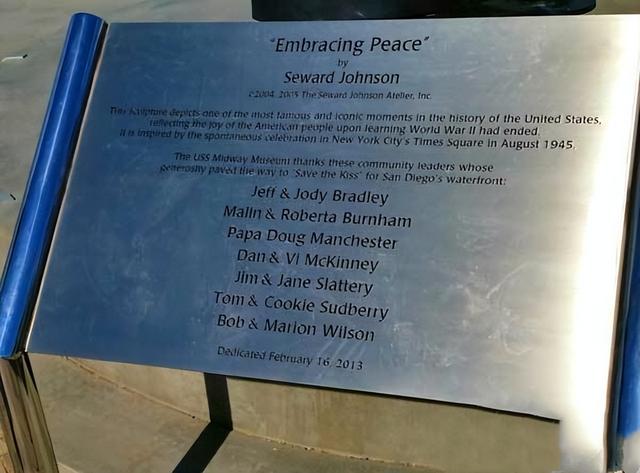 "Embracing Peace"
by
Seward Johnson
©2004, 2005 The Seward Johnson Atelier, Inc.
This sculpture depicts one of the most famous and iconic moments in the history of the United States,
reflecting the joy of the American people upon learning World War II had ended.
It is inspired by the spontaneous celebration in New York City's Times Square in August 1945.
The USS Midway Museum thanks these community leaders whose
generosity paved the way to "Save the Kiss" for San Diego's waterfront:
Jeff & Jody Bradley
Malin & Roberta Burnham
Papa Doug Manchester
Dan & Vi McKinney
Jim & Jane Slattery
Tom & Cookie Sudberry
Bob & Marion Wilson
Dedicated February 16, 2013